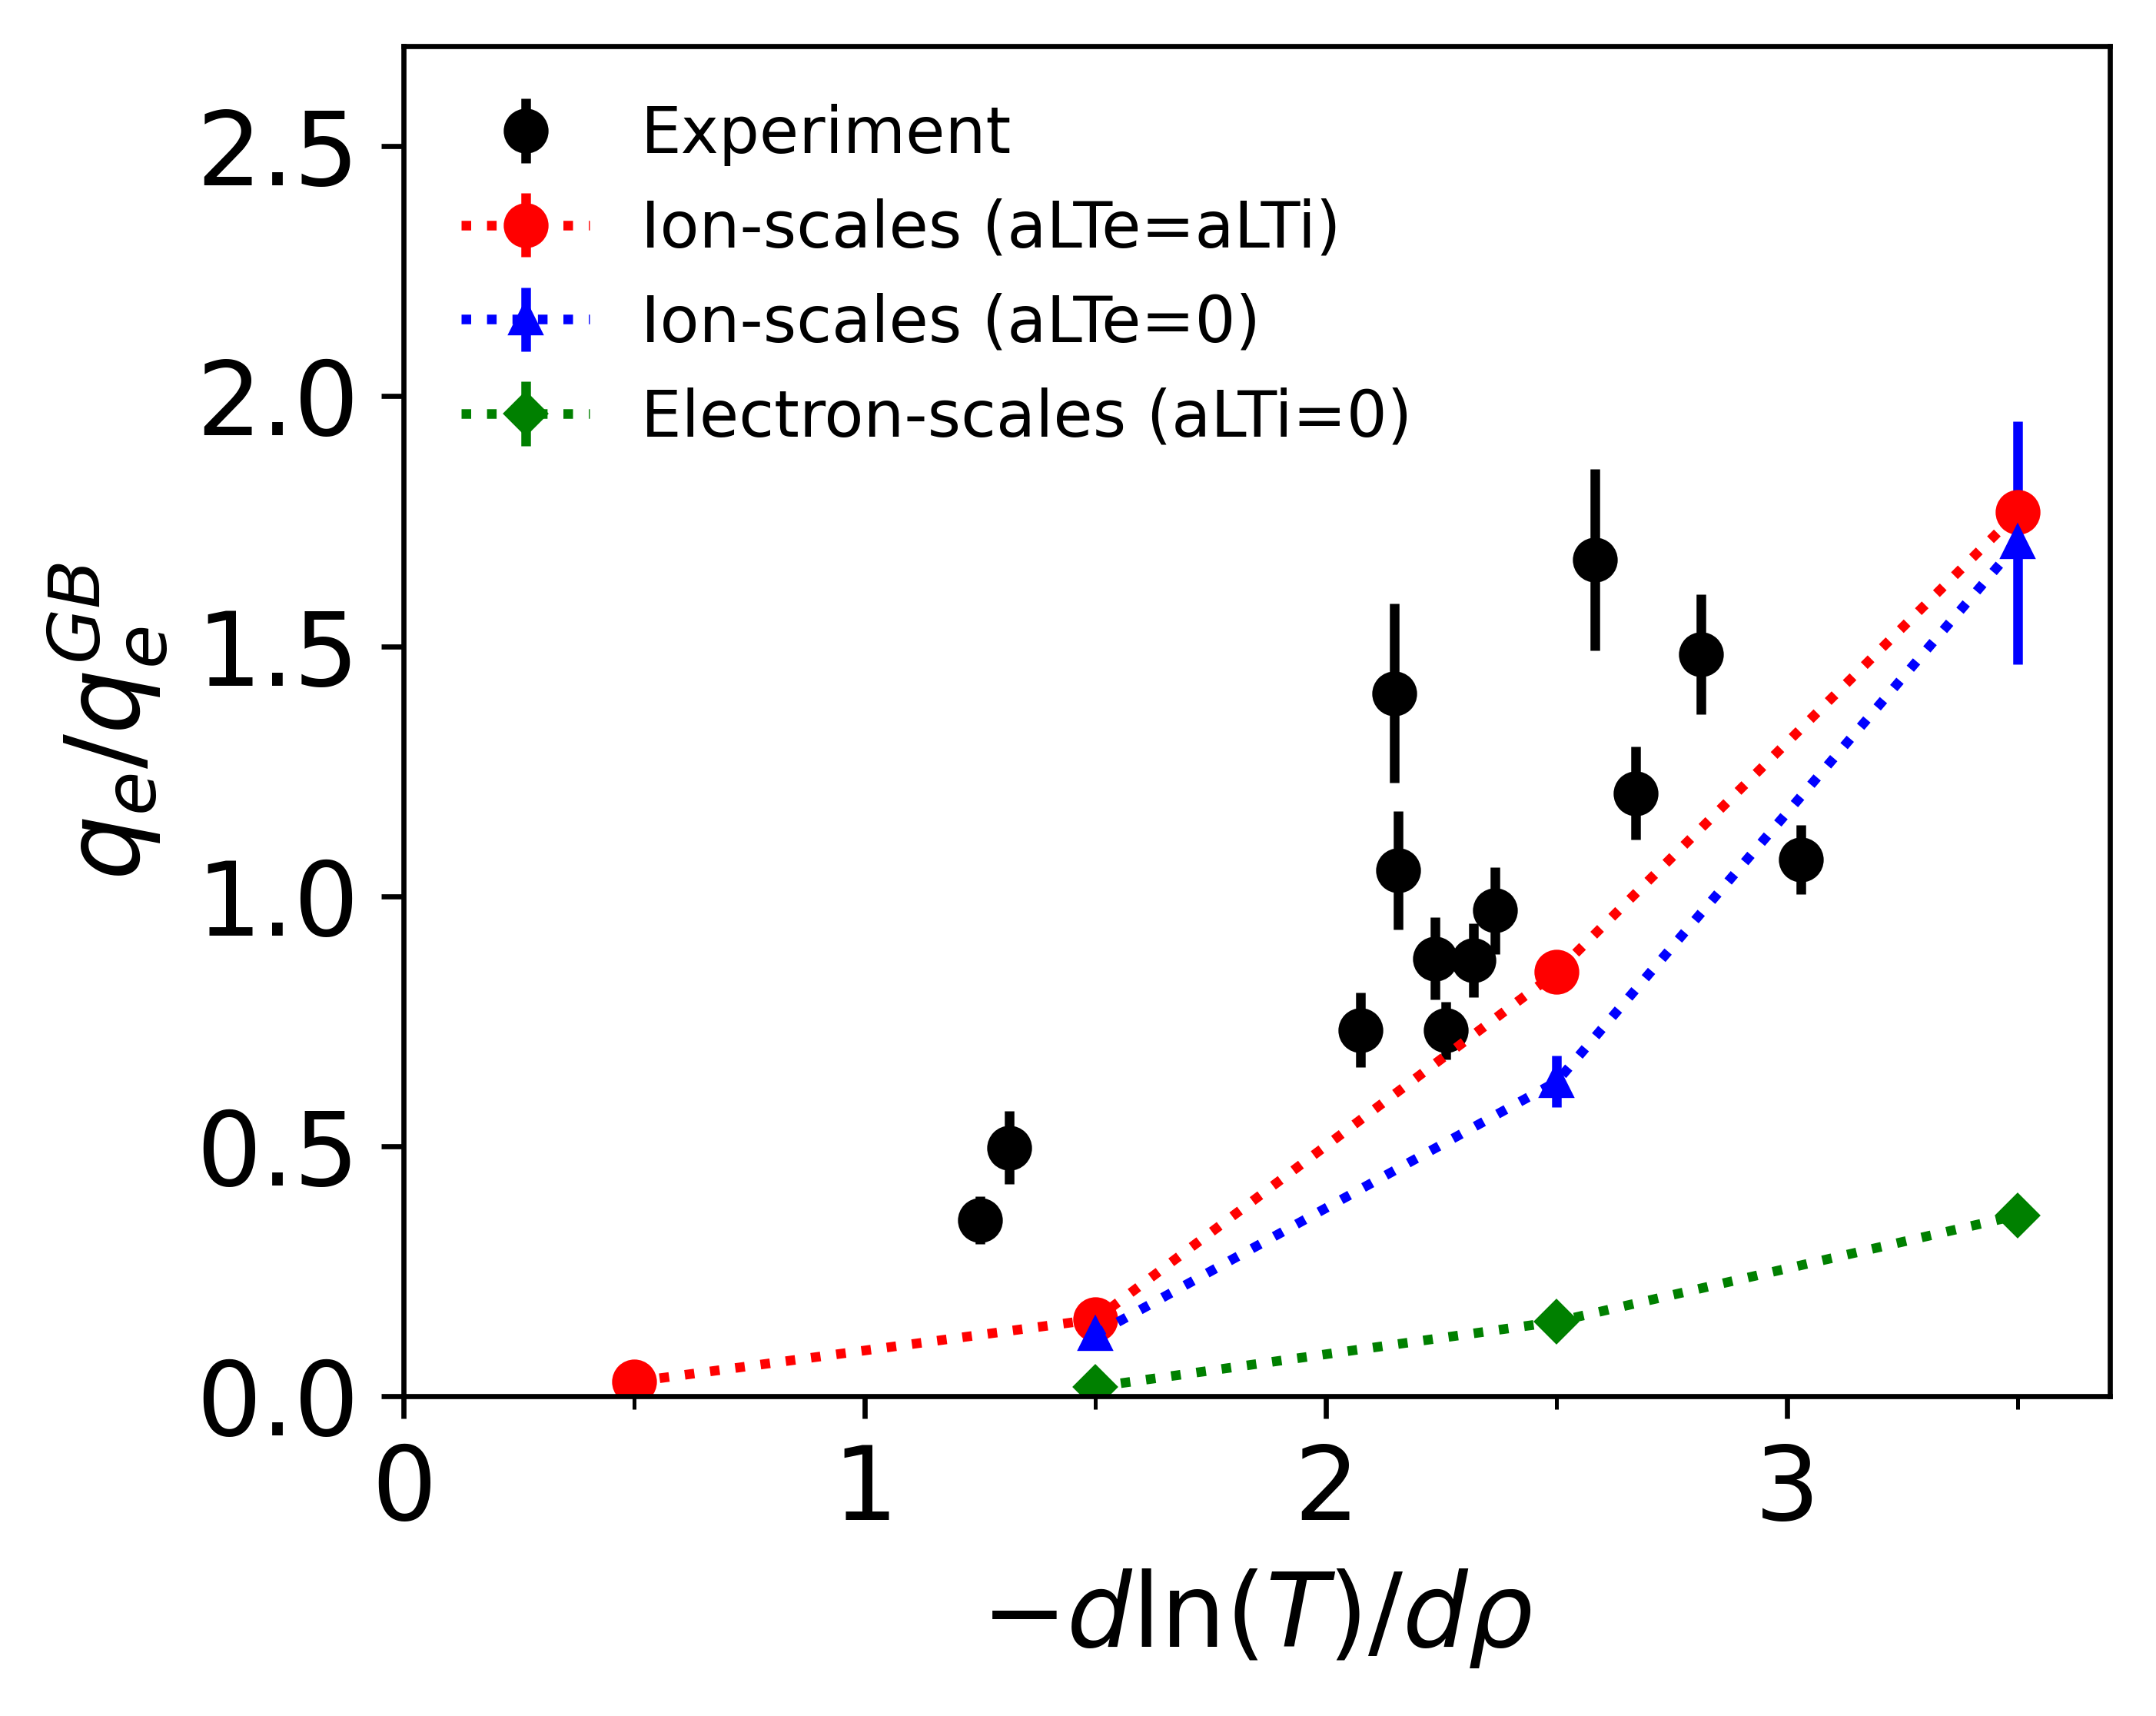 Experiment
Ion-scales (aLTe=aLTi)
Ion-scales (aLTe=0)
Electron-scales (aLTi=0)
2.5
2.0
1.5
1.0
0.5
0.0
q_e/q_e^{GB}
0 1 2 3
−dln(T)/dρ